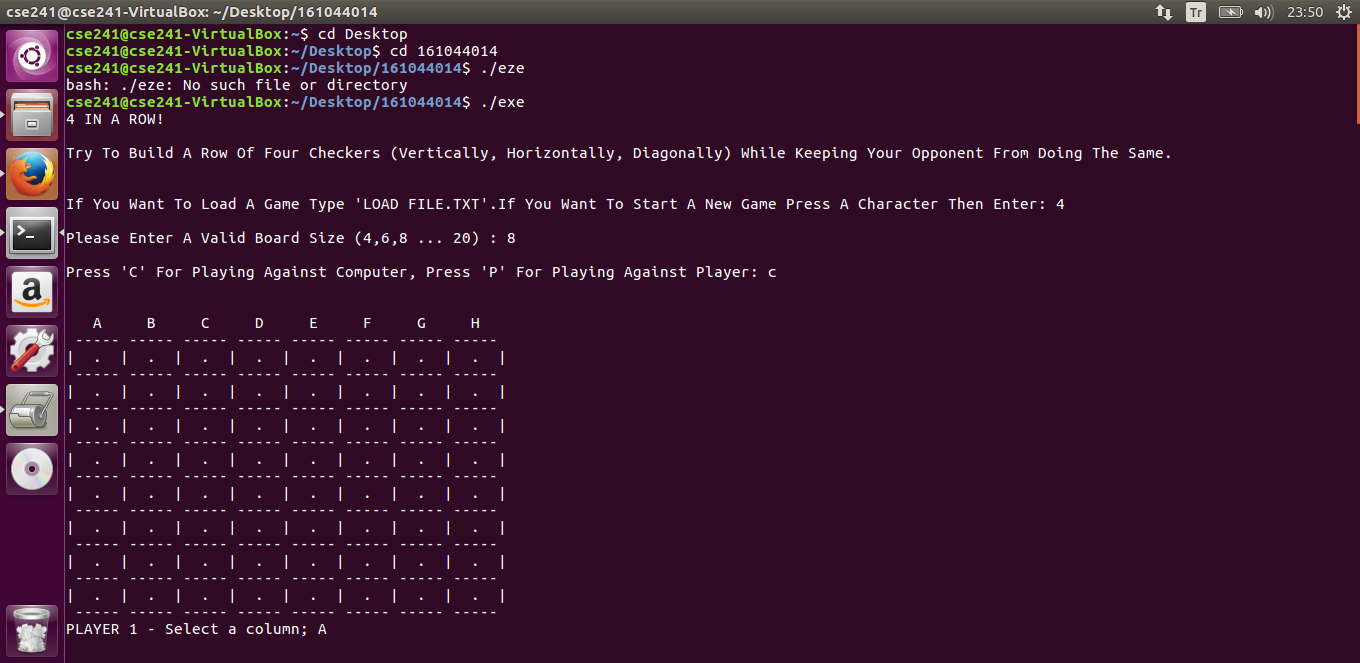 cse241@cse241-VirtualBox: ~/Desktop/161044014
Tr 23:50
cse241@cse241-VirtualBox:~$ cd Desktop
cse241@cse241-VirtualBox:~/Desktop$ cd 161044014
cse241@cse241-VirtualBox:~/Desktop/161044014$ ./eze
bash: ./eze: No such file or directory
cse241@cse241-VirtualBox:~/Desktop/161044014$ ./exe
4 IN A ROW!
Try To Build A Row Of Four Checkers (Vertically, Horizontally, Diagonally) While Keeping Your Opponent From Doing The Same.
If You Want To Load A Game Type 'LOAD FILE.TXT'.If You Want To Start A New Game Press A Character Then Enter: 4
Please Enter A Valid Board Size (4,6,8 ... 20) : 8
Press 'C' For Playing Against Computer, Press 'P' For Playing Against Player: c
A B C D E F G H
----- ----- ----- ----- ----- ----- ----- -----
| . | . | . | . | . | . | . | . |
----- ----- ----- ----- ----- ----- ----- -----
| . | . | . | . | . | . | . | . |
----- ----- ----- ----- ----- ----- ----- -----
| . | . | . | . | . | . | . | . |
----- ----- ----- ----- ----- ----- ----- -----
| . | . | . | . | . | . | . | . |
----- ----- ----- ----- ----- ----- ----- -----
| . | . | . | . | . | . | . | . |
----- ----- ----- ----- ----- ----- ----- -----
| . | . | . | . | . | . | . | . |
----- ----- ----- ----- ----- ----- ----- -----
| . | . | . | . | . | . | . | . |
----- ----- ----- ----- ----- ----- ----- -----
| . | . | . | . | . | . | . | . |
----- ----- ----- ----- ----- ----- ----- -----
PLAYER 1 - Select a column; A